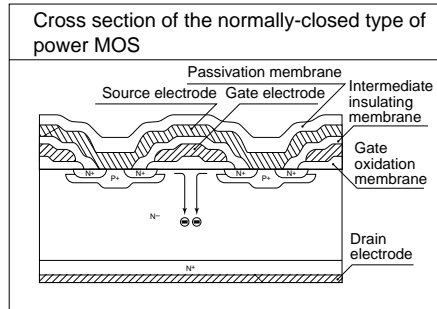 Cross section of the normally-closed type of
power MOS
Passivation membrane
Source electrode
Gate electrode
Intermediate
insulating
membrane
Gate
oxidation
membrane
N+
P+
N+
N+
P+
N+
N−
N+
Drain
electrode